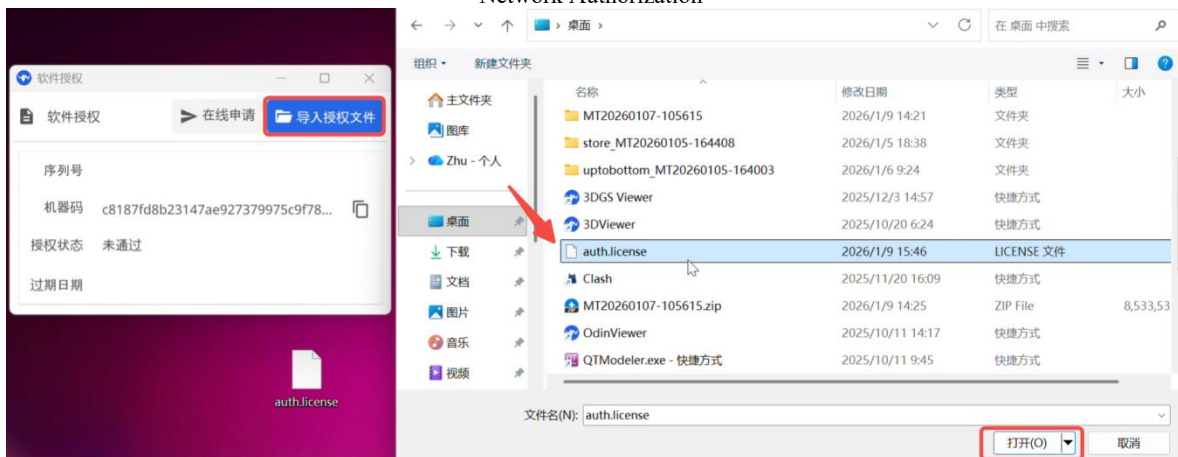 Network Authorization
软件授权
软件授权
在线申请
导入授权文件
序列号
机器码 c8187fd8b23147ae927379975c9f78...
授权状态 未通过
过期日期
auth.license
桌面
在 桌面 中搜索
组织
新建文件夹
主文件夹
图库
Zhu - 个人
桌面
下载
文档
图片
音乐
视频
名称 修改日期 类型 大小
MT20260107-105615 2026/1/9 14:21 文件夹
store_MT20260105-164408 2026/1/5 18:38 文件夹
uptobottom_MT20260105-164003 2026/1/6 9:24 文件夹
3DGS Viewer 2025/12/3 14:57 快捷方式
3DViewer 2025/10/20 6:24 快捷方式
auth.license 2026/1/9 15:46 LICENSE 文件
Clash 2025/11/20 16:09 快捷方式
MT20260107-105615.zip 2026/1/9 14:25 ZIP File 8,533,53
OdinViewer 2025/10/11 14:17 快捷方式
QTModeler.exe - 快捷方式 2025/10/11 9:45 快捷方式
文件名(N): auth.license
打开(O)
取消